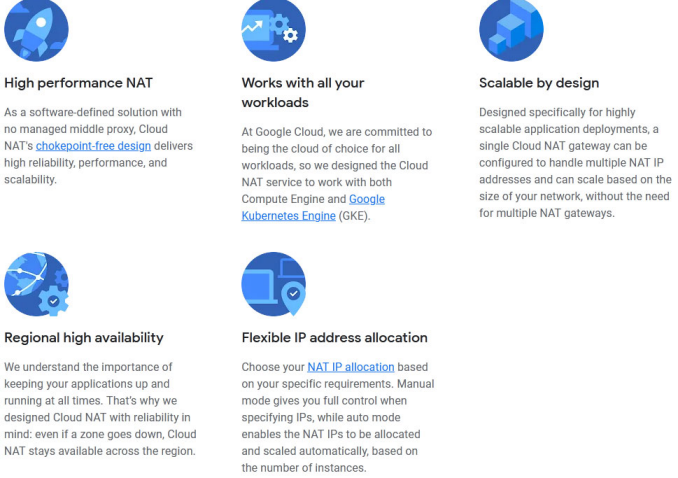 High performance NAT
As a software-defined solution with
no managed middle proxy, Cloud
NAT's chokepoint-free design delivers
high reliability, performance, and
scalability.
Works with all your
workloads
At Google Cloud, we are committed to
being the cloud of choice for all
workloads, so we designed the Cloud
NAT service to work with both
Compute Engine and Google
Kubernetes Engine (GKE).
Scalable by design
Designed specifically for highly
scalable application deployments, a
single Cloud NAT gateway can be
configured to handle multiple NAT IP
addresses and can scale based on the
size of your network, without the need
for multiple NAT gateways.
Regional high availability
We understand the importance of
keeping your applications up and
running at all times. That's why we
designed Cloud NAT with reliability in
mind: even if a zone goes down, Cloud
NAT stays available across the region.
Flexible IP address allocation
Choose your NAT IP allocation based
on your specific requirements. Manual
mode gives you full control when
specifying IPs, while auto mode
enables the NAT IPs to be allocated
and scaled automatically, based on
the number of instances.